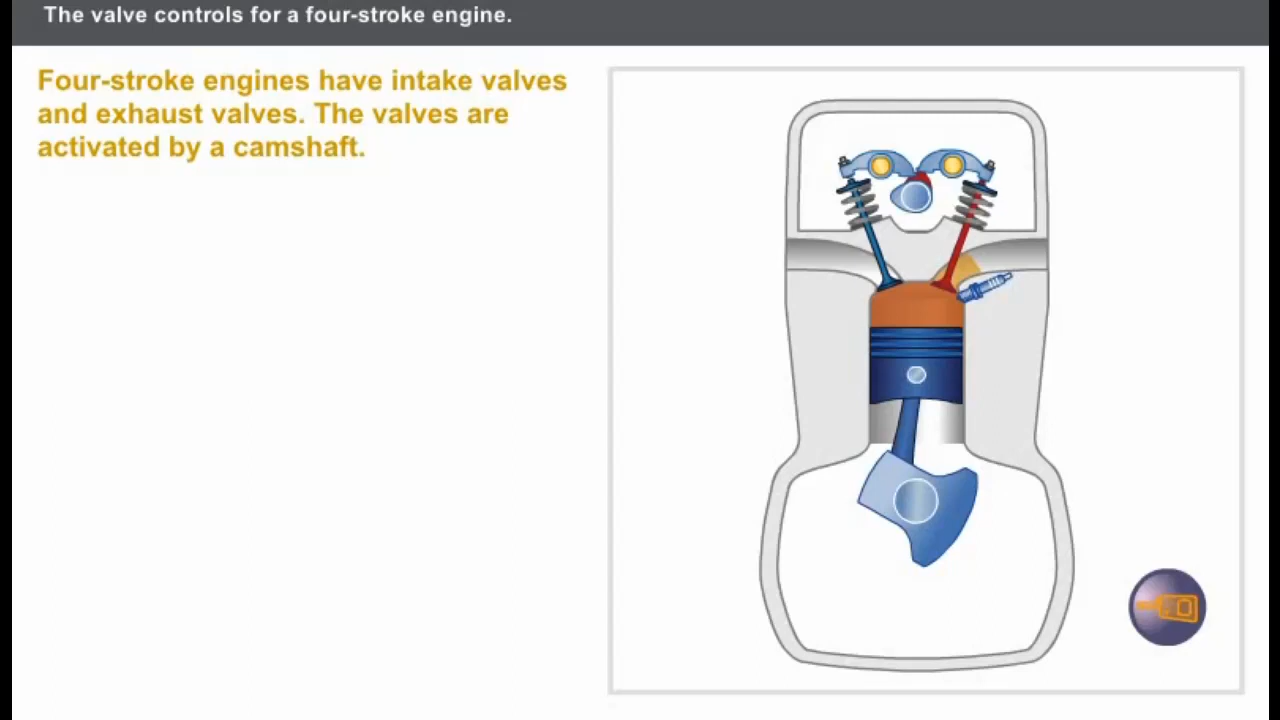 The valve controls for a four-stroke engine.
Four-stroke engines have intake valves
and exhaust valves. The valves are
activated by a camshaft.